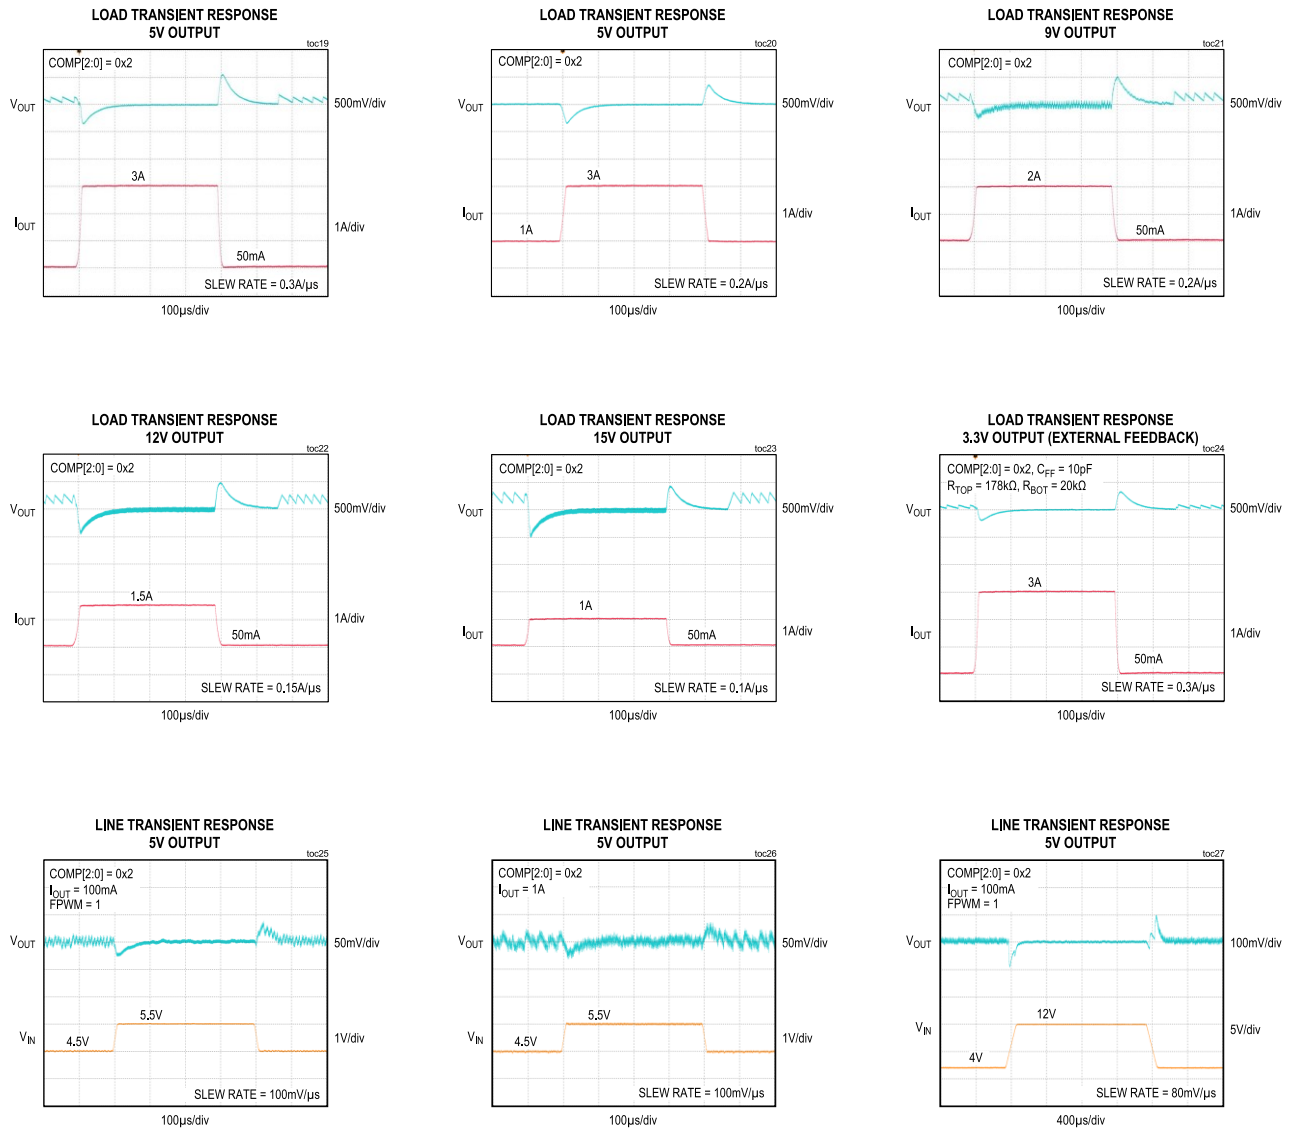 LOAD TRANSIENT RESPONSE
5V OUTPUT
toc19
COMP[2:0] = 0x2
VOUT
500mV/div
3A
IOUT
1A/div
50mA
SLEW RATE = 0.3A/µs
100µs/div
LOAD TRANSIENT RESPONSE
5V OUTPUT
toc20
COMP[2:0] = 0x2
VOUT
500mV/div
3A
IOUT
1A/div
1A
SLEW RATE = 0.2A/µs
100µs/div
LOAD TRANSIENT RESPONSE
9V OUTPUT
toc21
COMP[2:0] = 0x2
VOUT
500mV/div
2A
IOUT
1A/div
50mA
SLEW RATE = 0.2A/µs
100µs/div
LOAD TRANSIENT RESPONSE
12V OUTPUT
toc22
COMP[2:0] = 0x2
VOUT
500mV/div
1.5A
IOUT
1A/div
50mA
SLEW RATE = 0.15A/µs
100µs/div
LOAD TRANSIENT RESPONSE
15V OUTPUT
toc23
COMP[2:0] = 0x2
VOUT
500mV/div
1A
IOUT
1A/div
50mA
SLEW RATE = 0.1A/µs
100µs/div
LOAD TRANSIENT RESPONSE
3.3V OUTPUT (EXTERNAL FEEDBACK)
toc24
COMP[2:0] = 0x2, CFF = 10pF
RTOP = 178kΩ, RBOT = 20kΩ
VOUT
500mV/div
3A
IOUT
1A/div
50mA
SLEW RATE = 0.3A/µs
100µs/div
LINE TRANSIENT RESPONSE
5V OUTPUT
toc25
COMP[2:0] = 0x2
IOUT = 100mA
FPWM = 1
VOUT
50mV/div
5.5V
VIN
4.5V
1V/div
SLEW RATE = 100mV/µs
100µs/div
LINE TRANSIENT RESPONSE
5V OUTPUT
toc26
COMP[2:0] = 0x2
IOUT = 1A
VOUT
50mV/div
5.5V
VIN
4.5V
1V/div
SLEW RATE = 100mV/µs
100µs/div
LINE TRANSIENT RESPONSE
5V OUTPUT
toc27
COMP[2:0] = 0x2
IOUT = 100mA
FPWM = 1
VOUT
100mV/div
12V
VIN
5V/div
4V
SLEW RATE = 80mV/µs
400µs/div